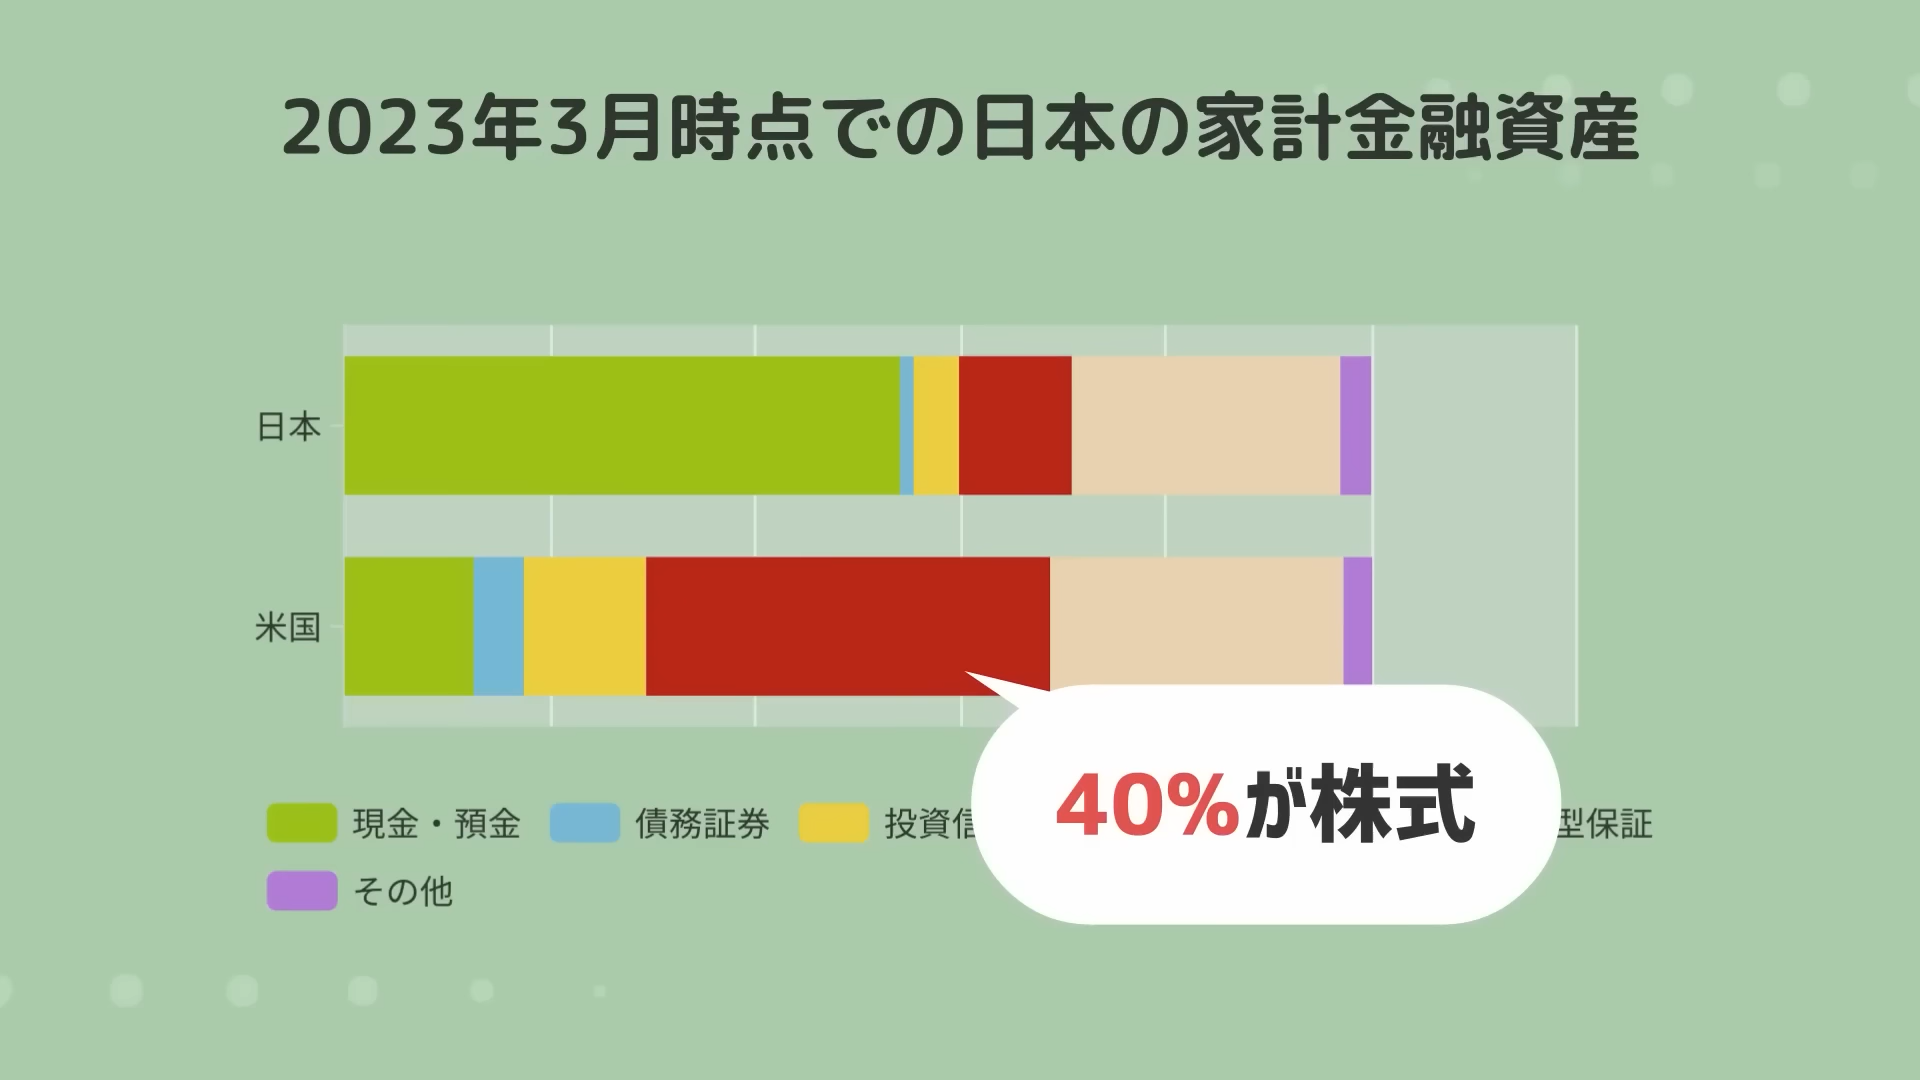 2023年3月時点での日本の家計金融資産
日本
米国
現金・預金 債務証券 投資信 型保証
その他
40%が株式